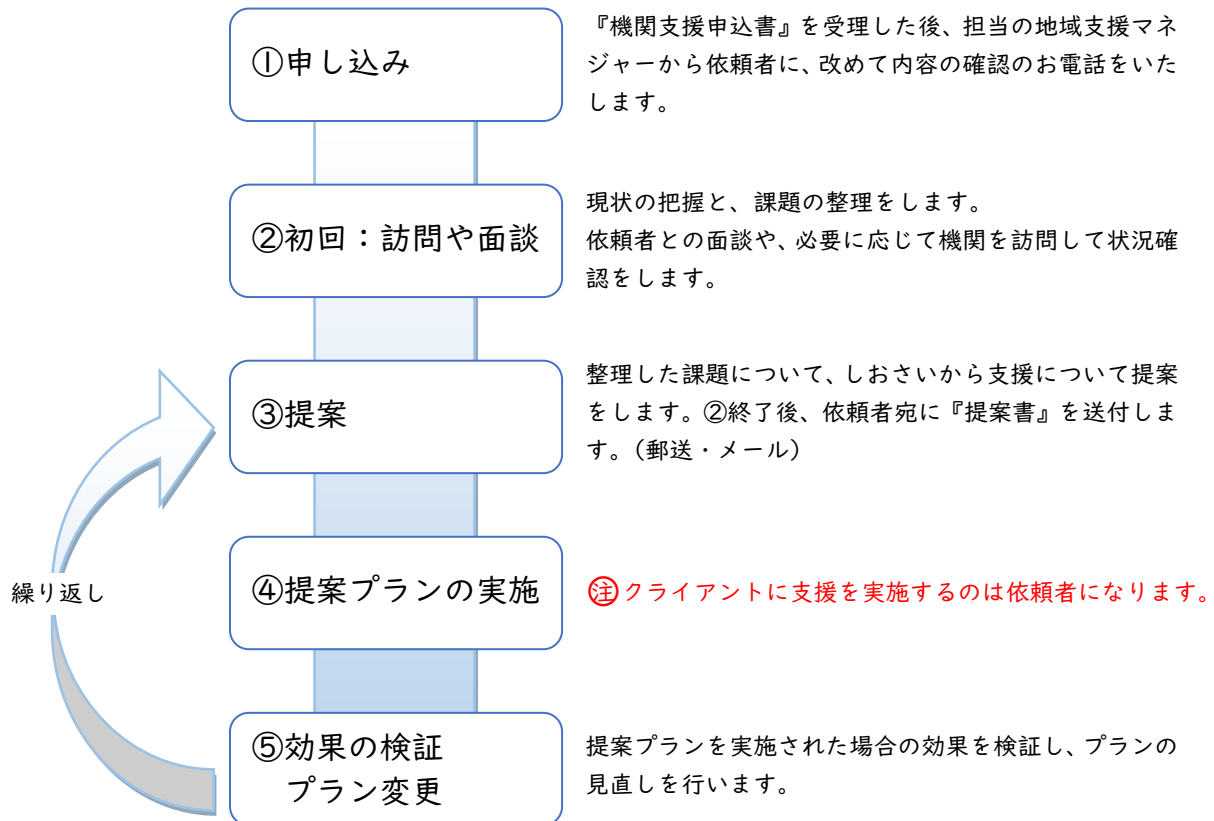 ①申し込み
『機関支援申込書』を受理した後、担当の地域支援マネ
ジャーから依頼者に、改めて内容の確認のお電話をいた
します。
②初回：訪問や面談
現状の把握と、課題の整理をします。
依頼者との面談や、必要に応じて機関を訪問して状況確
認をします。
③提案
整理した課題について、しおさいから支援について提案
をします。②終了後、依頼者宛に『提案書』を送付しま
す。（郵送・メール）
繰り返し
④提案プランの実施
㊟クライアントに支援を実施するのは依頼者になります。
⑤効果の検証
プラン変更
提案プランを実施された場合の効果を検証し、プランの
見直しを行います。